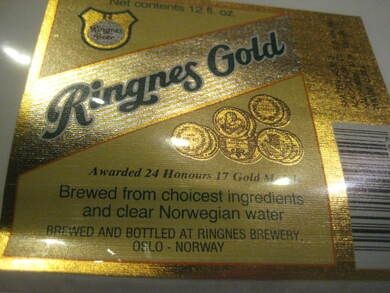 Net contents 12 fl. oz.
Ringnes
Ringnes Gold
Awarded 24 Honours 17 Gold
Brewed from choicest ingredients
and clear Norwegian water
BREWED AND BOTTLED AT RINGNES BREWERY,
OSLO - NORWAY